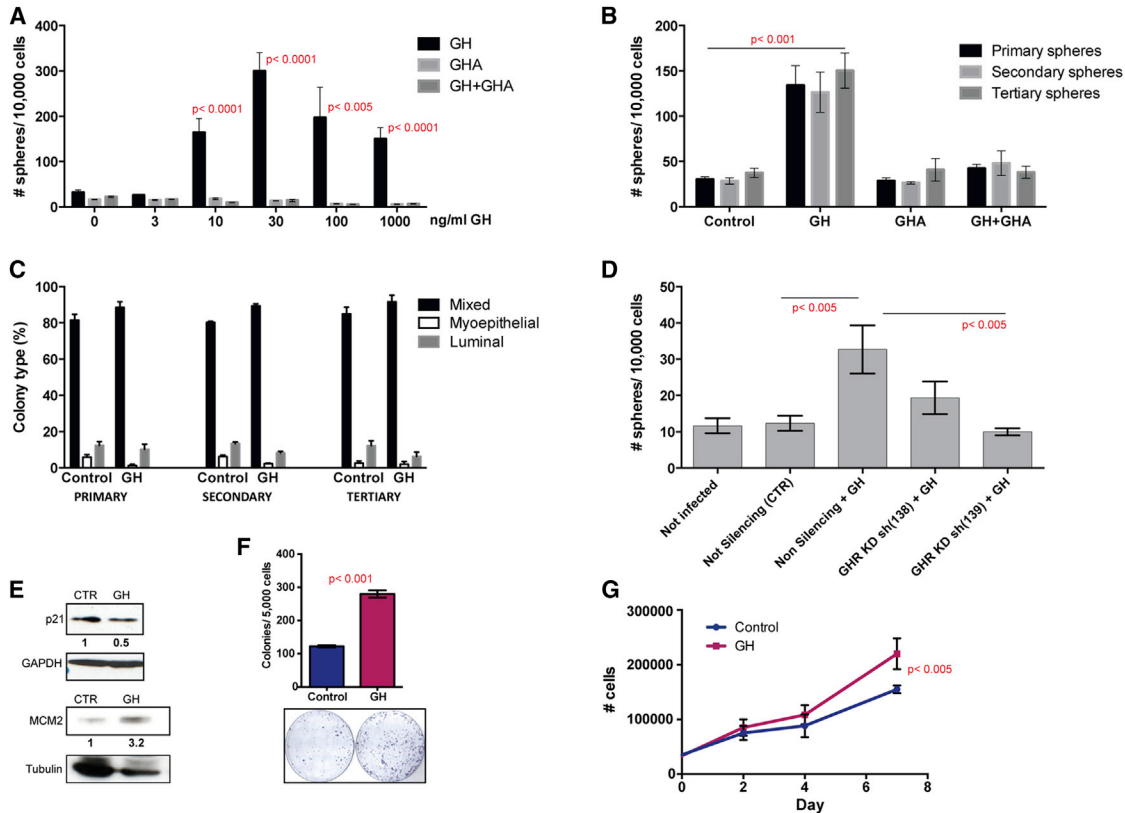 A
# spheres/ 10,000 cells
400
300
200
100
0
GH
GHA
GH+GHA
p< 0.0001
p< 0.0001
p< 0.005
p< 0.0001
0 3 10 30 100 1000 ng/ml GH
B
# spheres/ 10,000 cells
200
150
100
50
0
p< 0.001
Primary spheres
Secondary spheres
Tertiary spheres
Control GH GHA GH+GHA
C
Colony type (%)
100
80
60
40
20
0
Mixed
Myoepithelial
Luminal
Control GH Control GH Control GH
PRIMARY SECONDARY TERTIARY
D
# spheres/ 10,000 cells
50
40
30
20
10
0
p< 0.005
p< 0.005
Not infected
Not Silencing (CTR)
Non Silencing + GH
GHR KD sh(138) + GH
GHR KD sh(139) + GH
E
CTR GH
p21
1 0.5
GAPDH
CTR GH
MCM2
1 3.2
Tubulin
F
Colonies/ 5,000 cells
400
300
200
100
0
p< 0.001
Control GH
G
# cells
300000
200000
100000
0
Control
GH
p< 0.005
0 2 4 6 8
Day